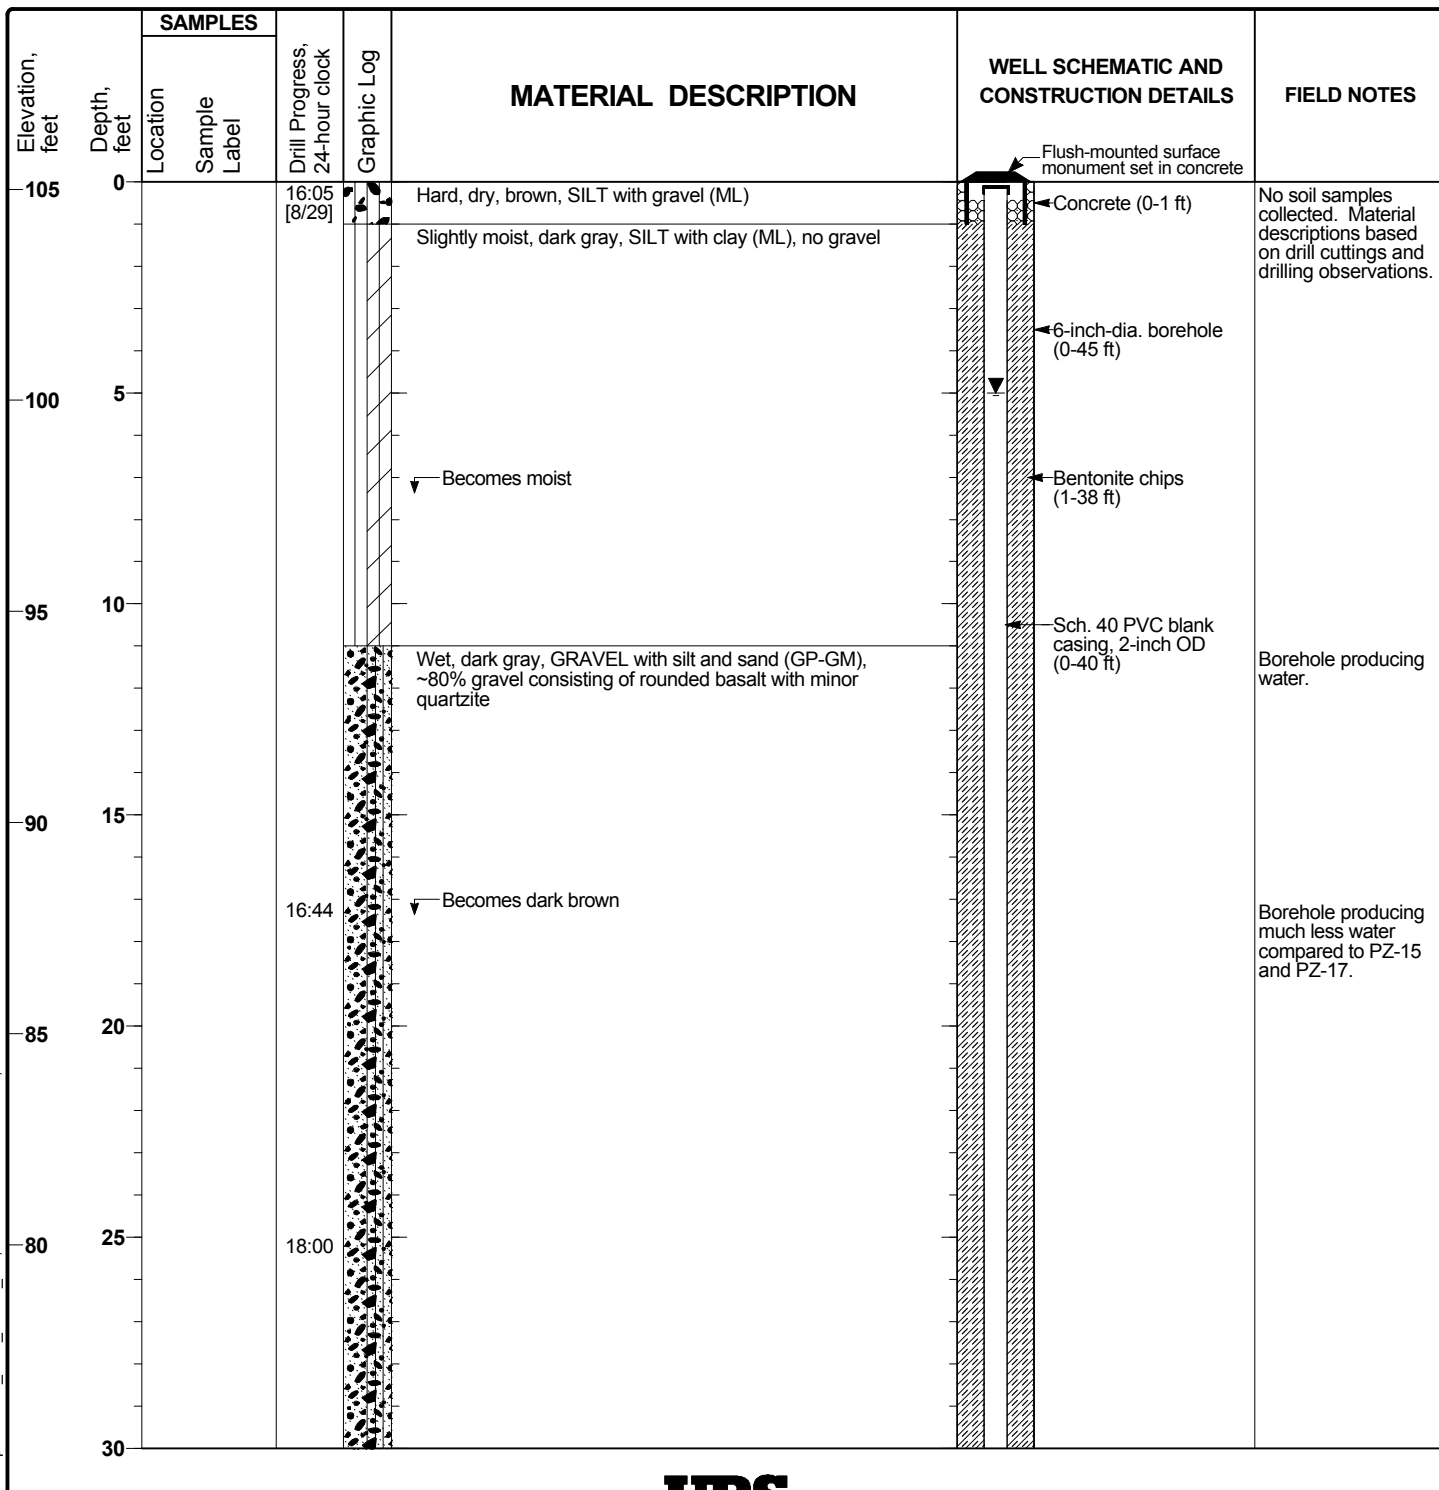 SAMPLES
Elevation,
feet
Depth,
feet
Location
Sample
Label
Drill Progress,
24-hour clock
Graphic Log
MATERIAL DESCRIPTION
WELL SCHEMATIC AND
CONSTRUCTION DETAILS
FIELD NOTES
Flush-mounted surface
monument set in concrete
105
0
16:05
[8/29]
Hard, dry, brown, SILT with gravel (ML)
Concrete (0-1 ft)
No soil samples
collected. Material
descriptions based
on drill cuttings and
drilling observations.
Slightly moist, dark gray, SILT with clay (ML), no gravel
6-inch-dia. borehole
(0-45 ft)
100
5
Becomes moist
Bentonite chips
(1-38 ft)
95
10
Sch. 40 PVC blank
casing, 2-inch OD
(0-40 ft)
Wet, dark gray, GRAVEL with silt and sand (GP-GM),
~80% gravel consisting of rounded basalt with minor
quartzite
Borehole producing
water.
90
15
16:44
Becomes dark brown
Borehole producing
much less water
compared to PZ-15
and PZ-17.
85
20
80
25
18:00
30
URS